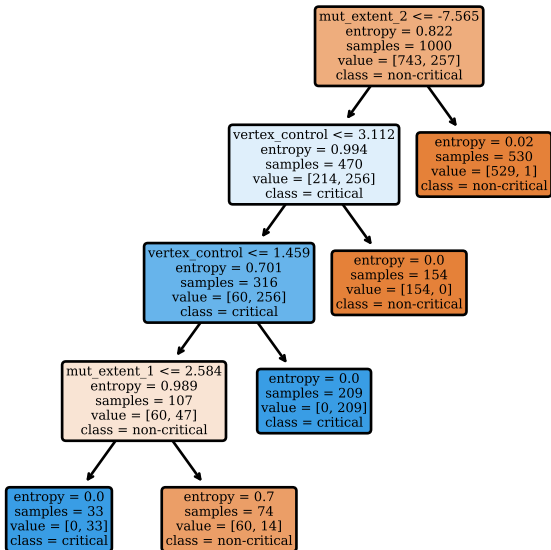 mut_extent_2 <= -7.565
entropy = 0.822
samples = 1000
value = [743, 257]
class = non-critical
vertex_control <= 3.112
entropy = 0.994
samples = 470
value = [214, 256]
class = critical
entropy = 0.02
samples = 530
value = [529, 1]
class = non-critical
vertex_control <= 1.459
entropy = 0.701
samples = 316
value = [60, 256]
class = critical
entropy = 0.0
samples = 154
value = [154, 0]
class = non-critical
mut_extent_1 <= 2.584
entropy = 0.989
samples = 107
value = [60, 47]
class = non-critical
entropy = 0.0
samples = 209
value = [0, 209]
class = critical
entropy = 0.0
samples = 33
value = [0, 33]
class = critical
entropy = 0.7
samples = 74
value = [60, 14]
class = non-critical